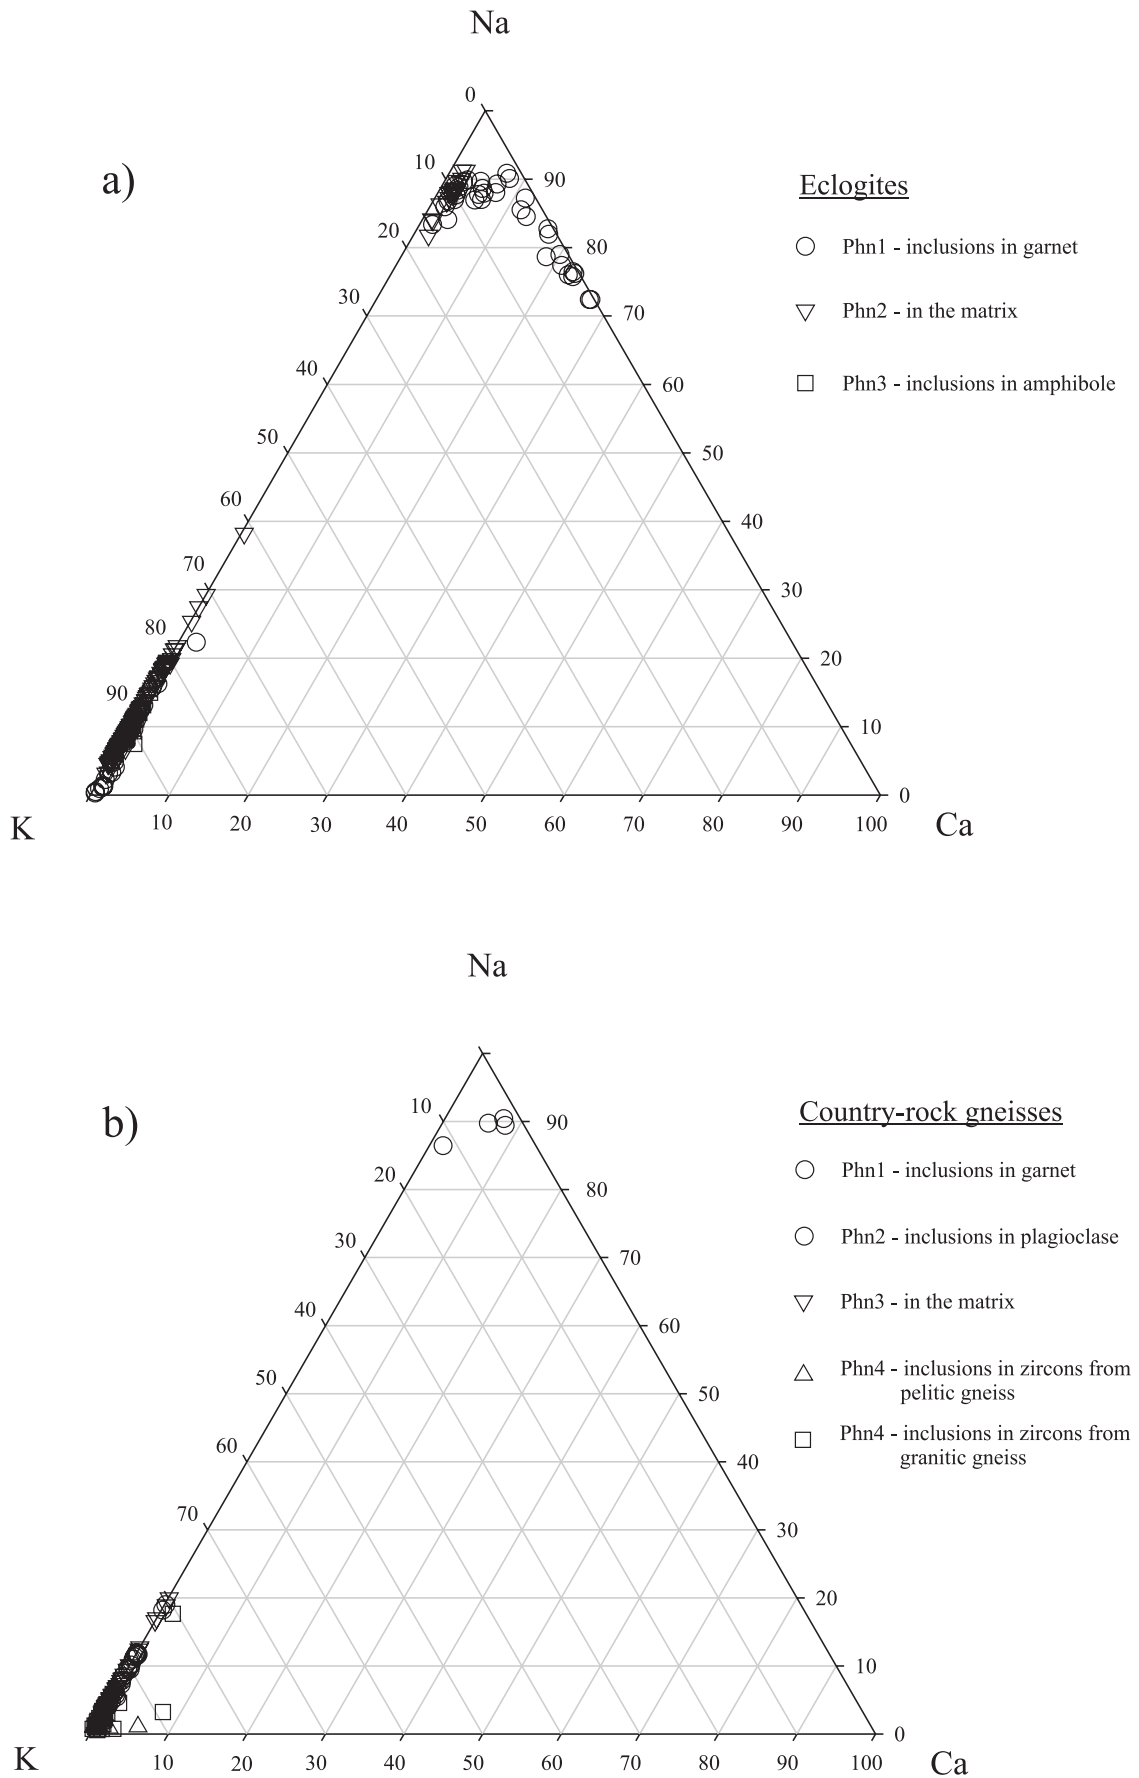 Na
a)
0
10
20
30
40
50
60
70
80
90
90
80
70
60
50
40
30
20
10
0
K
10
20
30
40
50
60
70
80
90
100
Ca
Eclogites
Phn1 - inclusions in garnet
Phn2 - in the matrix
Phn3 - inclusions in amphibole
Na
b)
10
20
30
40
50
60
70
90
80
70
60
50
40
30
20
10
0
K
10
20
30
40
50
60
70
80
90
100
Ca
Country-rock gneisses
Phn1 - inclusions in garnet
Phn2 - inclusions in plagioclase
Phn3 - in the matrix
Phn4 - inclusions in zircons from
pelitic gneiss
Phn4 - inclusions in zircons from
granitic gneiss